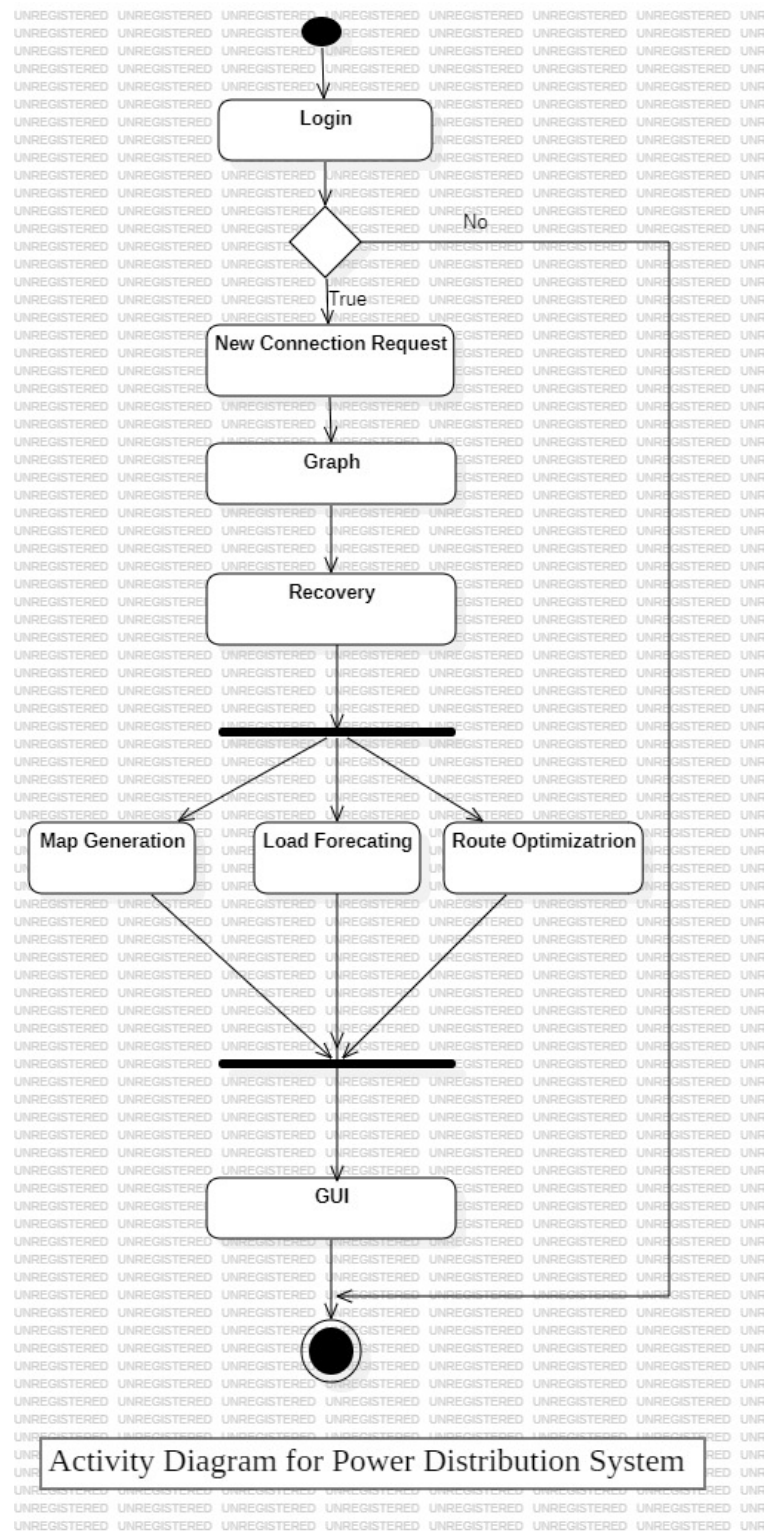 Login
No
True
New Connection Request
Graph
Recovery
Map Generation
Load Forecating
Route Optimizatrion
GUI
Activity Diagram for Power Distribution System
UNREGISTERED